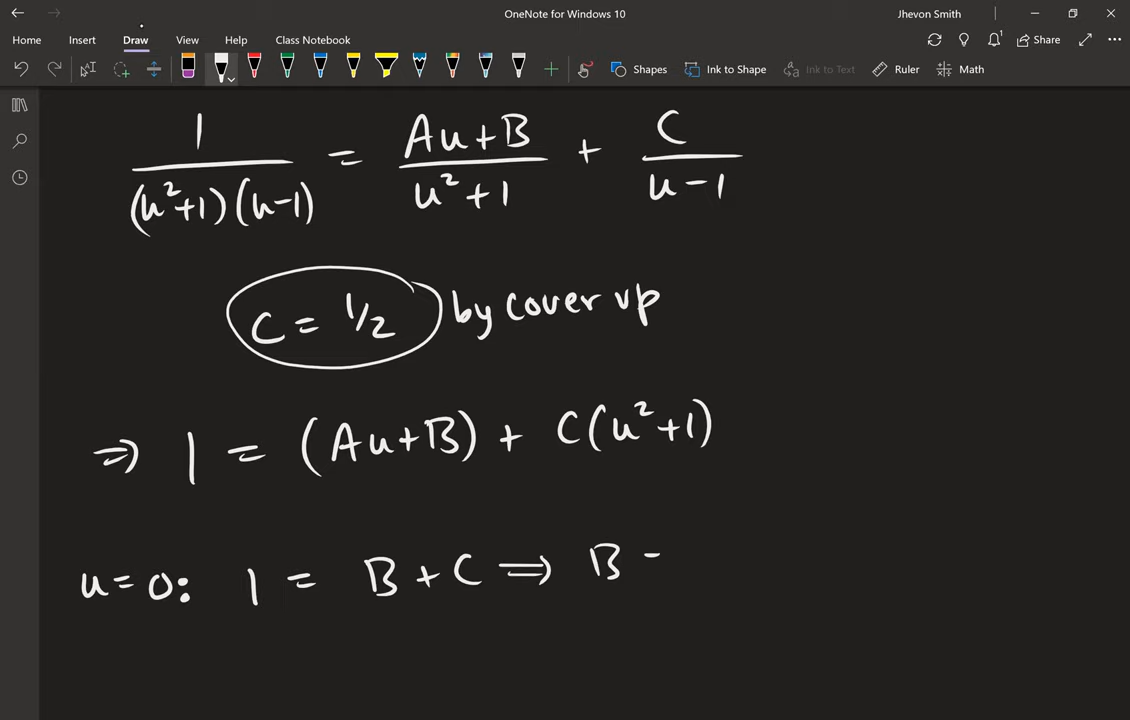 OneNote for Windows 10
Jhevon Smith
Home Insert Draw View Help Class Notebook
Share
Shapes Ink to Shape Ink to Text Ruler Math
1/((u²+1)(u-1)) = (Au+B)/(u²+1) + C/(u-1)
C = 1/2 by cover up
⇒ 1 = (Au+B) + C(u²+1)
u=0: 1 = B + C ⟹ B -